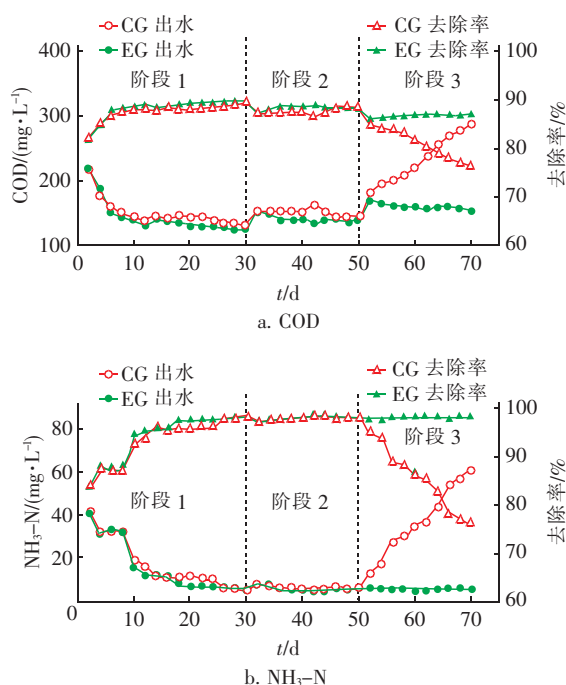 CG 出水
EG 出水
CG 去除率
EG 去除率
400
300
200
100
COD/(mg·L⁻¹)
阶段 1
阶段 2
阶段 3
100
90
80
70
60
去除率/%
0 10 20 30 40 50 60 70
t/d
a. COD
CG 出水
EG 出水
CG 去除率
EG 去除率
80
60
40
20
0
NH₃-N/(mg·L⁻¹)
阶段 1
阶段 2
阶段 3
100
90
80
70
60
去除率/%
10 20 30 40 50 60 70
t/d
b. NH₃-N